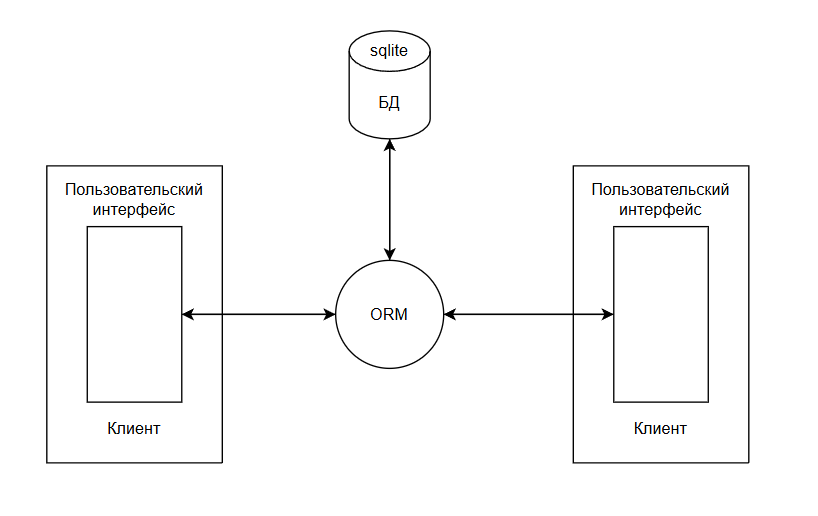 sqlite
БД
Пользовательский
интерфейс
Клиент
ORM
Пользовательский
интерфейс
Клиент